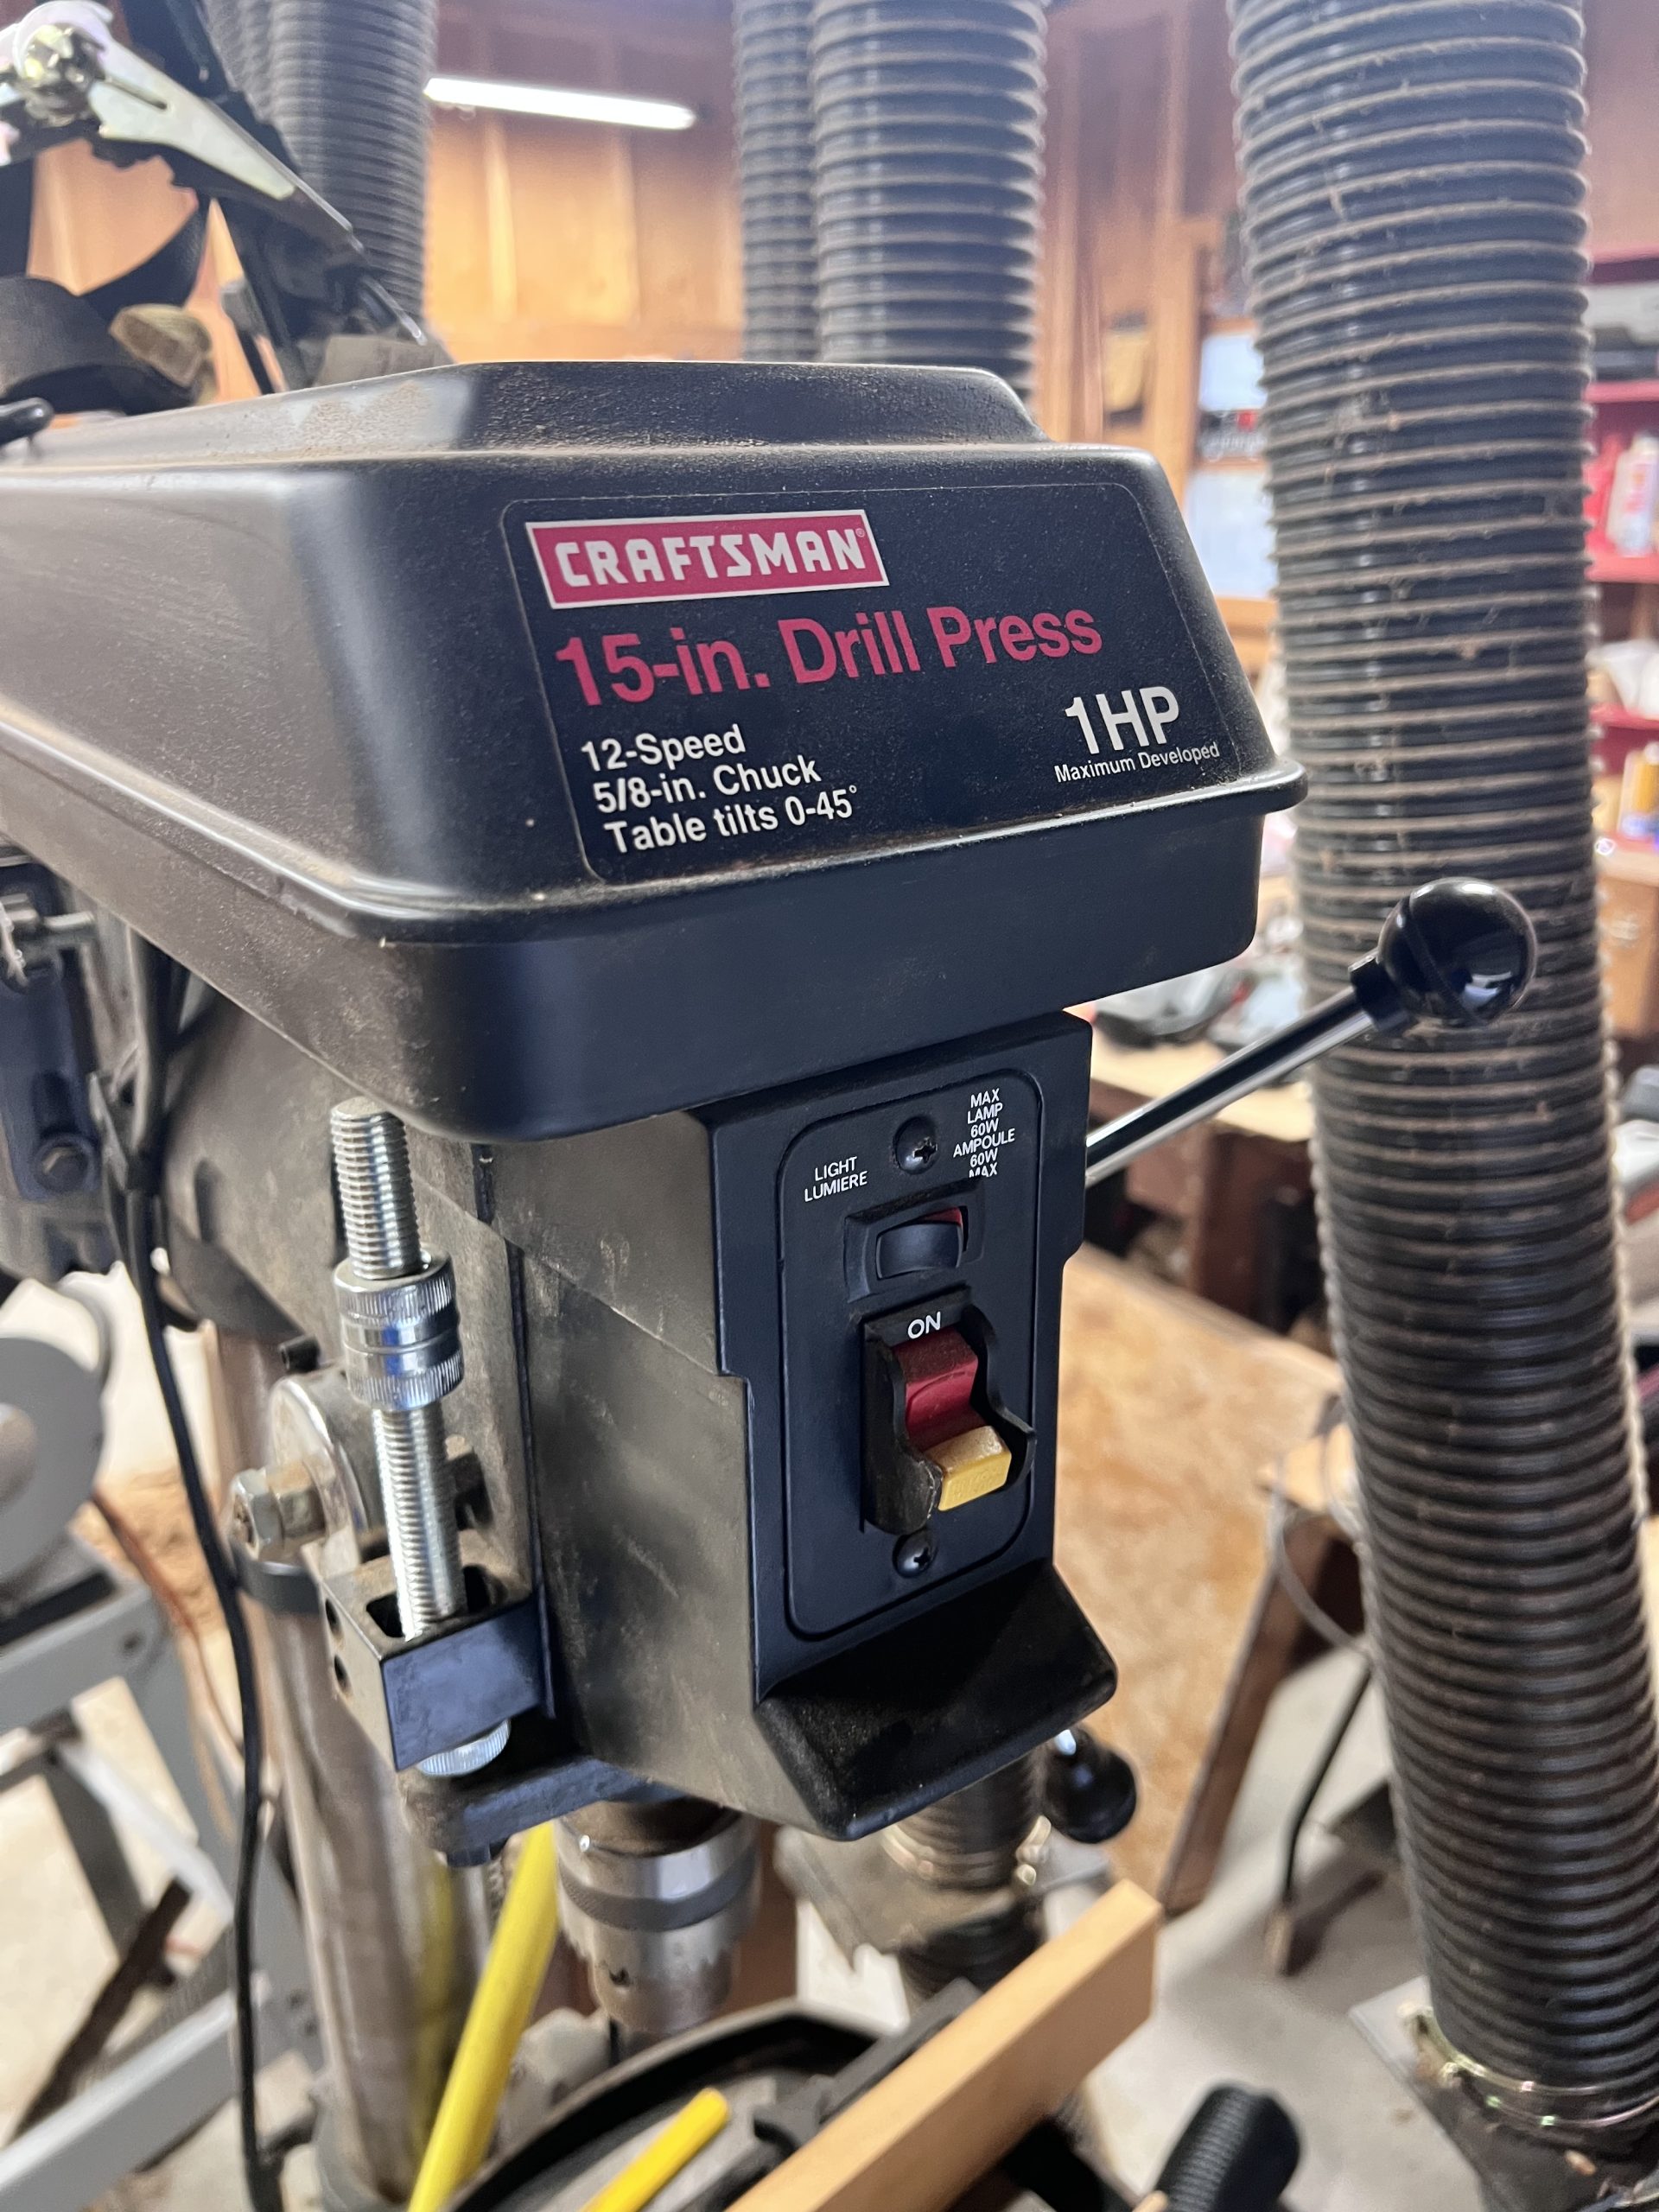 CRAFTSMAN®
15-in. Drill Press
12-Speed
5/8-in. Chuck
Table tilts 0-45°
1HP
Maximum Developed
LIGHT
LUMIERE
MAX
LAMP
60W
AMPOULE
60W
MAX
ON